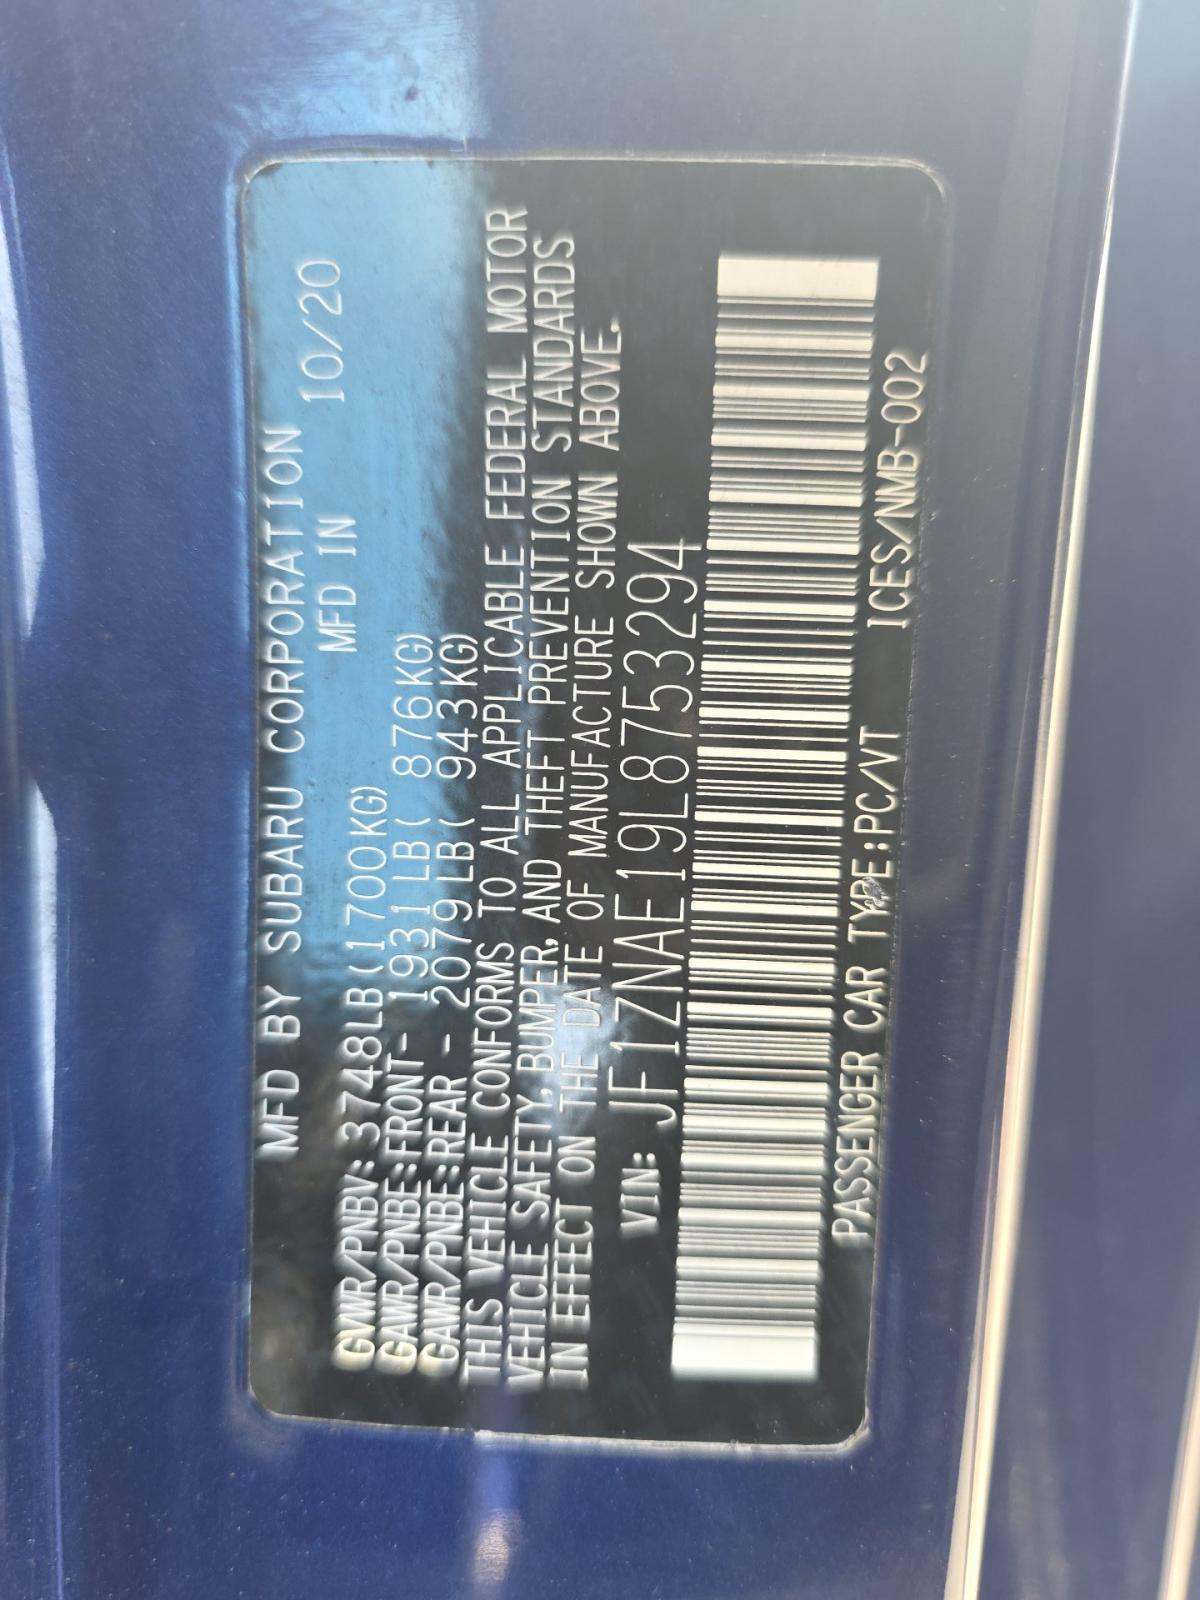 MFD BY SUBARU CORPORATION
MFD IN 10/20
GVWR/PNBV: 3748LB(1700KG)
GAWR/PNBE:FRONT- 1931LB( 876KG)
GAWR/PNBE:REAR - 2079LB( 943KG)
THIS VEHICLE CONFORMS TO ALL APPLICABLE FEDERAL MOTOR
VEHICLE SAFETY,BUMPER,AND THEFT PREVENTION STANDARDS
IN EFFECT ON THE DATE OF MANUFACTURE SHOWN ABOVE.
VIN: JF1ZNAE19L8753294
PASSENGER CAR TYPE:PC/VT ICES/NMB-002